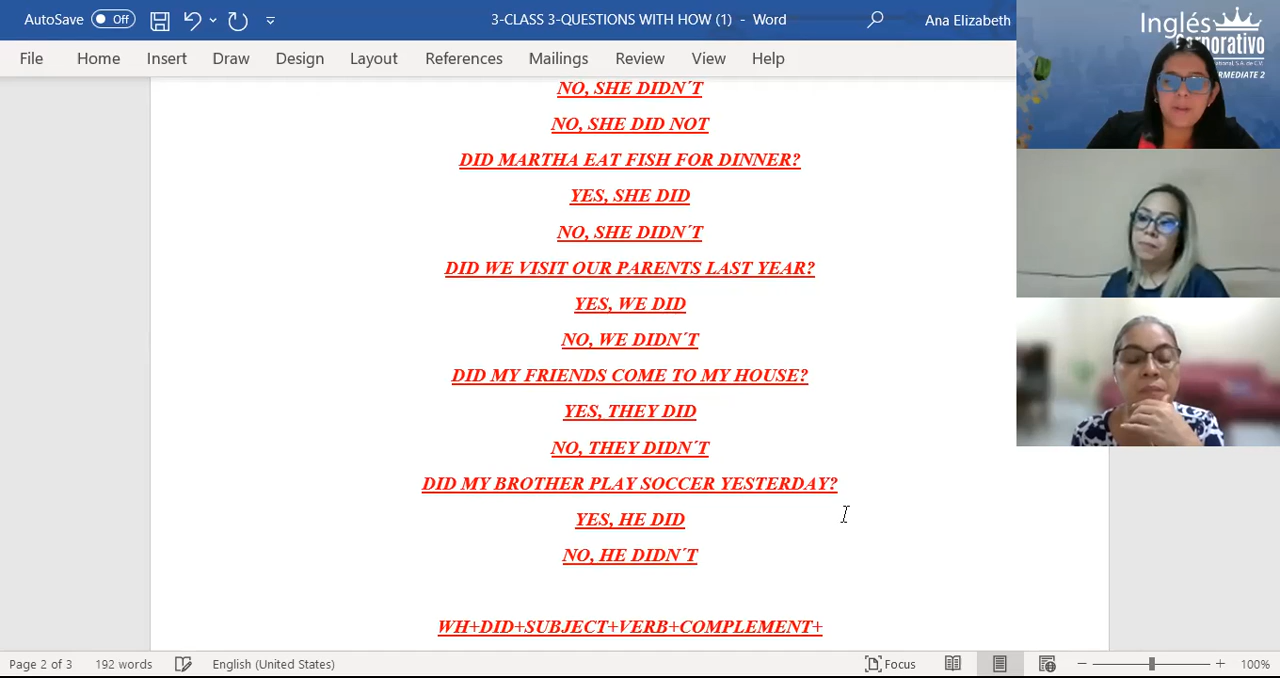 AutoSave Off 3-CLASS 3-QUESTIONS WITH HOW (1) - Word Ana Elizabeth
File Home Insert Draw Design Layout References Mailings Review View Help
Inglés
Corporativo
INTERMEDIATE 2
NO, SHE DIDN´T
NO, SHE DID NOT
DID MARTHA EAT FISH FOR DINNER?
YES, SHE DID
NO, SHE DIDN´T
DID WE VISIT OUR PARENTS LAST YEAR?
YES, WE DID
NO, WE DIDN´T
DID MY FRIENDS COME TO MY HOUSE?
YES, THEY DID
NO, THEY DIDN´T
DID MY BROTHER PLAY SOCCER YESTERDAY?
YES, HE DID
NO, HE DIDN´T
WH+DID+SUBJECT+VERB+COMPLEMENT+
Page 2 of 3 192 words English (United States) Focus 100%